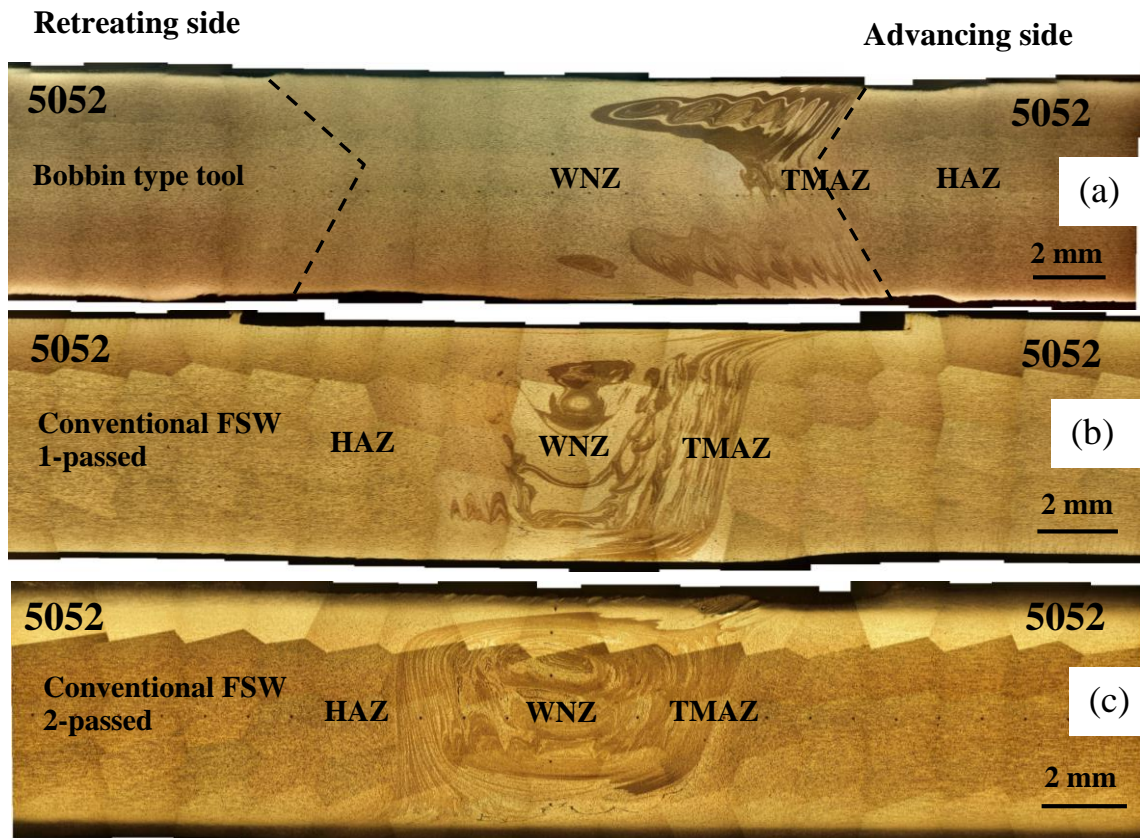 Retreating side
Advancing side
5052
5052
Bobbin type tool
WNZ
TMAZ
HAZ
(a)
2 mm
5052
5052
Conventional FSW
1-passed
HAZ
WNZ
TMAZ
(b)
2 mm
5052
5052
Conventional FSW
2-passed
HAZ
WNZ
TMAZ
(c)
2 mm